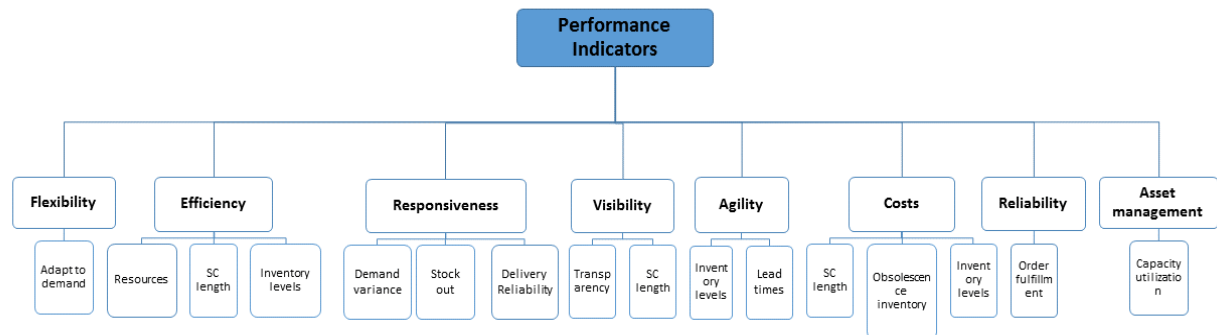 Performance
Indicators
Flexibility
Efficiency
Responsiveness
Visibility
Agility
Costs
Reliability
Asset
management
Adapt to
demand
Resources
SC
length
Inventory
levels
Demand
variance
Stock
out
Delivery
Reliability
Transp
arency
SC
length
Invent
ory
levels
Lead
times
SC
length
Obsolescen
ce
inventory
Invent
ory
levels
Order
fulfillm
ent
Capacity
utilizatio
n